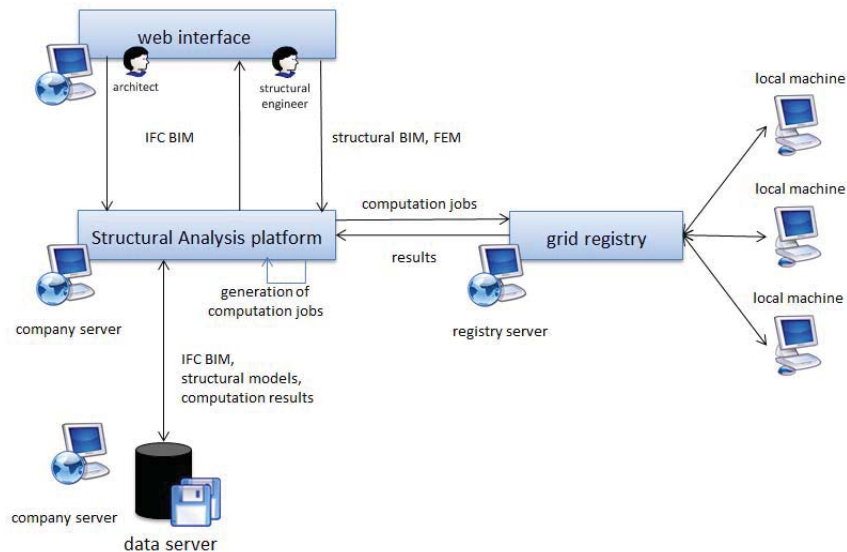 web interface
architect
structural
engineer
local machine
IFC BIM
structural BIM, FEM
computation jobs
local machine
Structural Analysis platform
grid registry
results
generation of
computation jobs
local machine
company server
registry server
IFC BIM,
structural models,
computation results
company server
data server